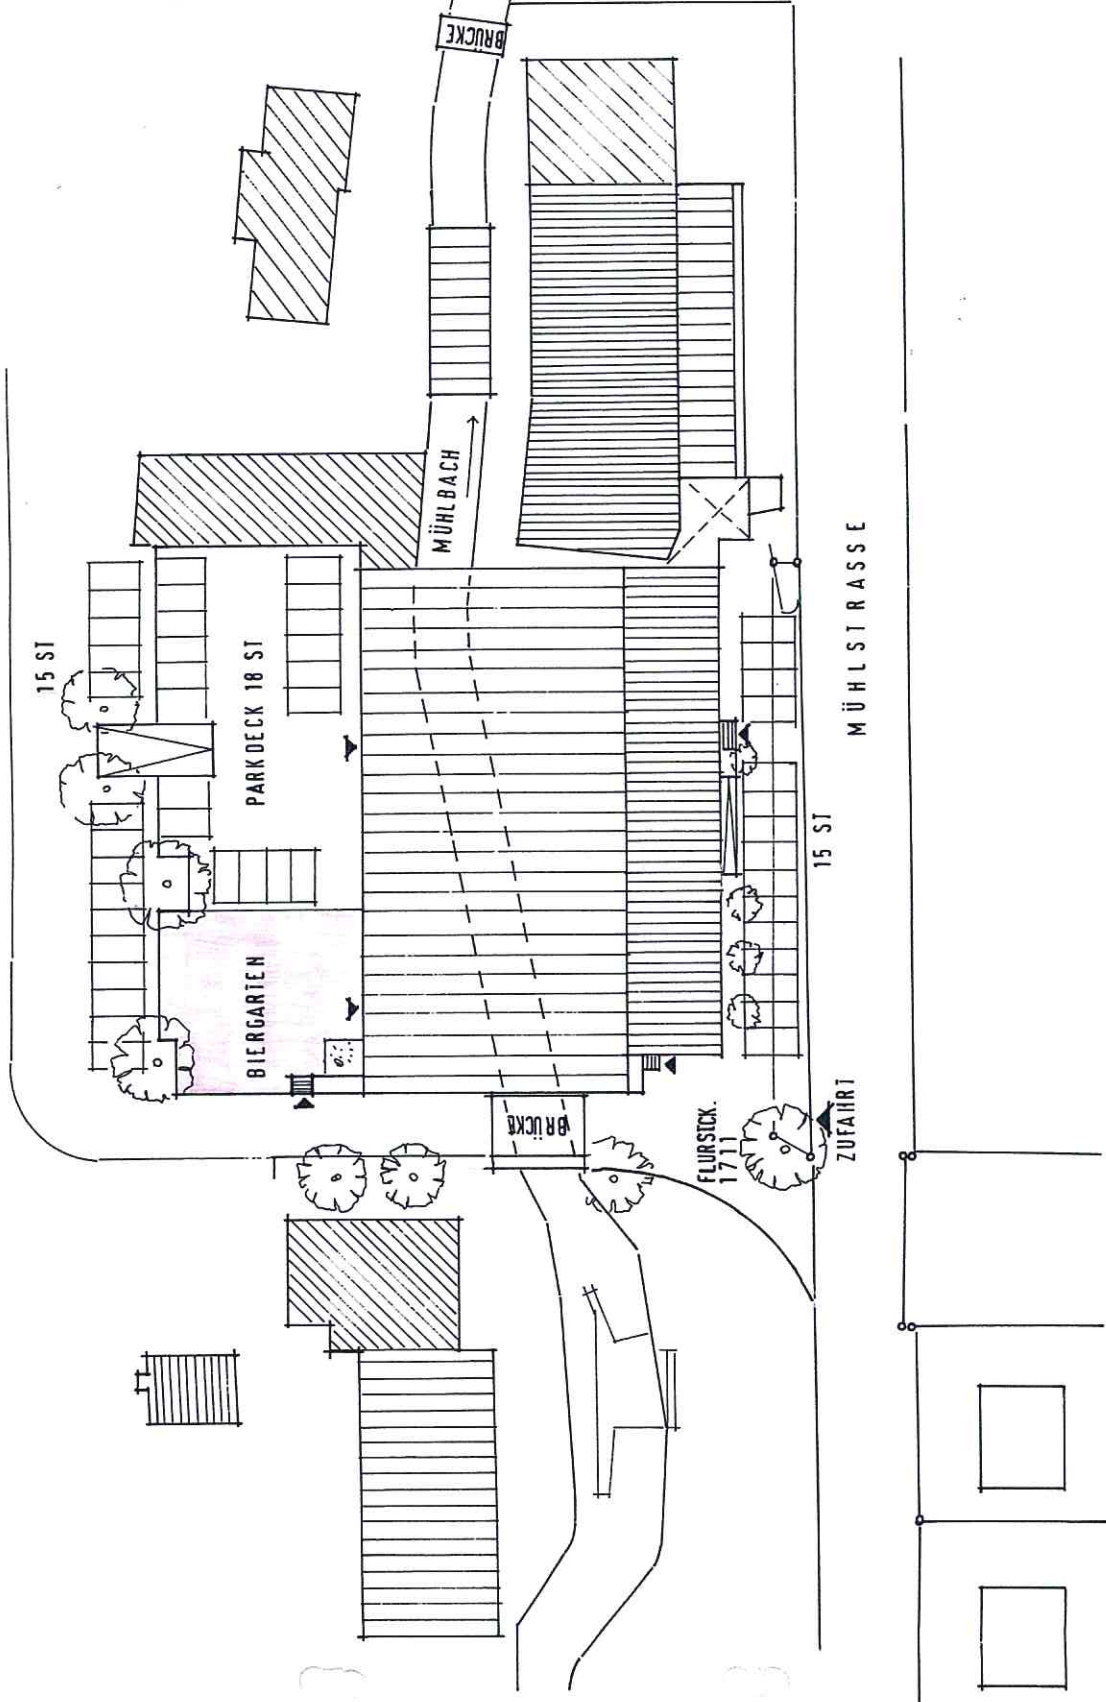 BRÜCKE
MÜHLBACH
15 ST
PARKDECK 18 ST
BIERGARTEN
BRÜCKE
MÜHLSTRASSE
15 ST
FLURSTCK.
1711
ZUFAHRT